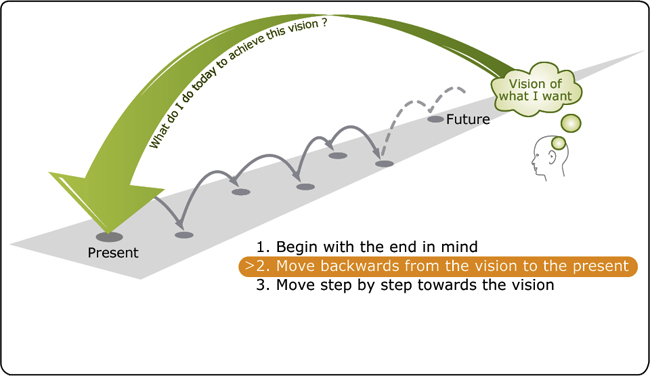 What do I do today to achieve this vision ?
Vision of
what I want
Future
Present
1. Begin with the end in mind
>2. Move backwards from the vision to the present
3. Move step by step towards the vision